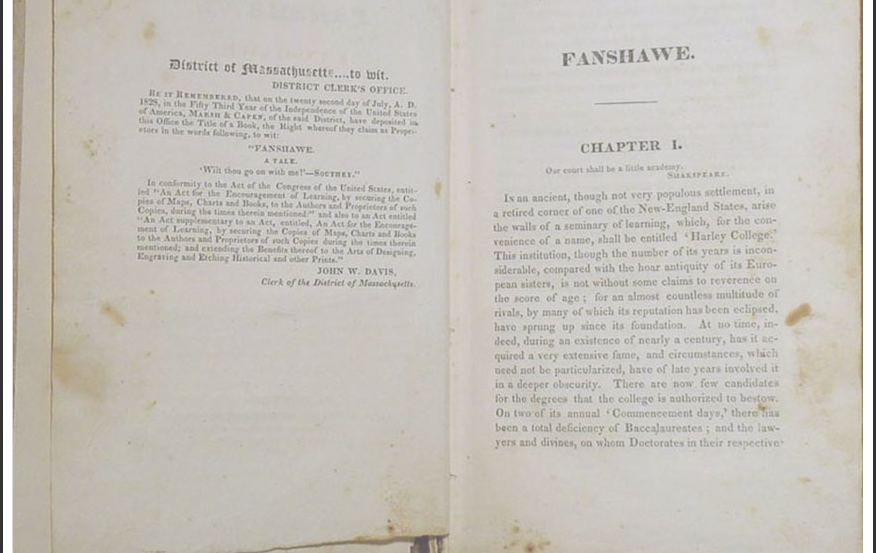 District of Massachusetts....to wit.
DISTRICT CLERK'S OFFICE.
BE IT REMEMBERED, that on the twenty second day of July, A. D.
1828, in the Fifty Third Year of the Independence of the United States
of America, MARSH & CAPEN, of the said District, have deposited in
this Office the Title of a Book, the Right whereof they claim as Propri-
etors in the words following, to wit:
"FANSHAWE.
A TALE.
'Wilt thou go on with me?'—SOUTHEY."
In conformity to the Act of the Congress of the United States, entit-
led "An Act for the Encouragement of Learning, by securing the Co-
pies of Maps, Charts and Books, to the Authors and Proprietors of such
Copies, during the times therein mentioned:" and also to an Act entitled
"An Act supplementary to an Act, entitled, An Act for the Encourage-
ment of Learning, by securing the Copies of Maps, Charts and Books
to the Authors and Proprietors of such Copies during the times therein
mentioned; and extending the Benefits thereof to the Arts of Designing,
Engraving and Etching Historical and other Prints."
JOHN W. DAVIS,
Clerk of the District of Massachusetts.
FANSHAWE.
CHAPTER I.
Our court shall be a little academy.
SHAKSPEARE.
IN an ancient, though not very populous settlement, in
a retired corner of one of the New-England States, arise
the walls of a seminary of learning, which, for the con-
venience of a name, shall be entitled 'Harley College.'
This institution, though the number of its years is incon-
siderable, compared with the hoar antiquity of its Euro-
pean sisters, is not without some claims to reverence on
the score of age; for an almost countless multitude of
rivals, by many of which its reputation has been eclipsed,
have sprung up since its foundation. At no time, in-
deed, during an existence of nearly a century, has it ac-
quired a very extensive fame, and circumstances, which
need not be particularized, have of late years involved it
in a deeper obscurity. There are now few candidates
for the degrees that the college is authorized to bestow.
On two of its annual 'Commencement days,' there has
been a total deficiency of Baccalaureates; and the law-
yers and divines, on whom Doctorates in their respective